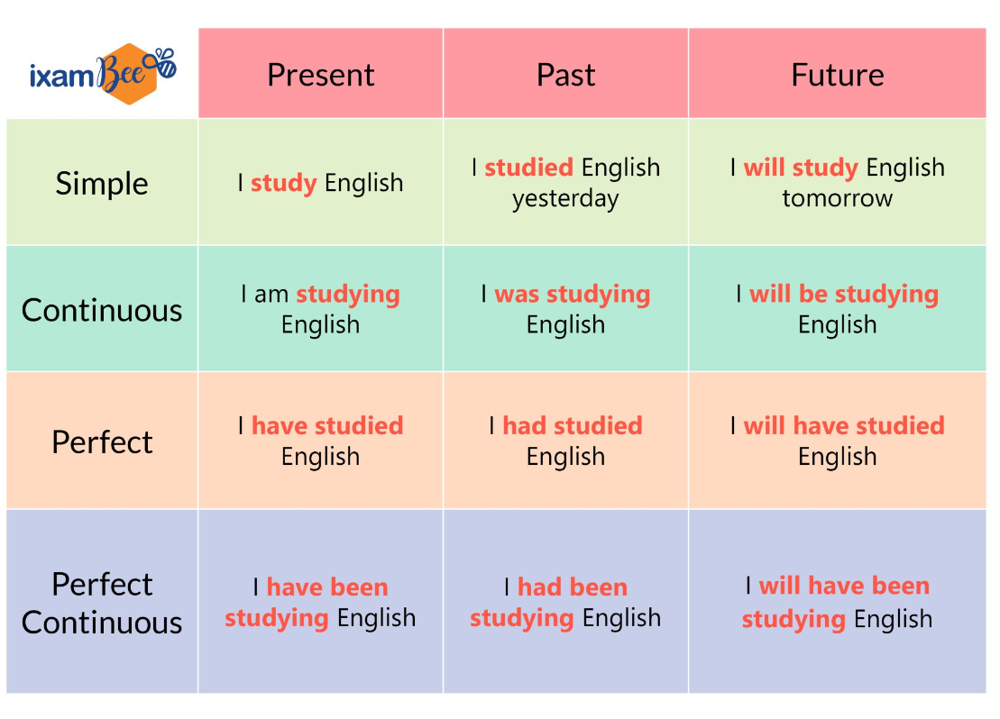 ixamBee
Present
Past
Future
Simple
I study English
I studied English
yesterday
I will study English
tomorrow
Continuous
I am studying
English
I was studying
English
I will be studying
English
Perfect
I have studied
English
I had studied
English
I will have studied
English
Perfect
Continuous
I have been
studying English
I had been
studying English
I will have been
studying English